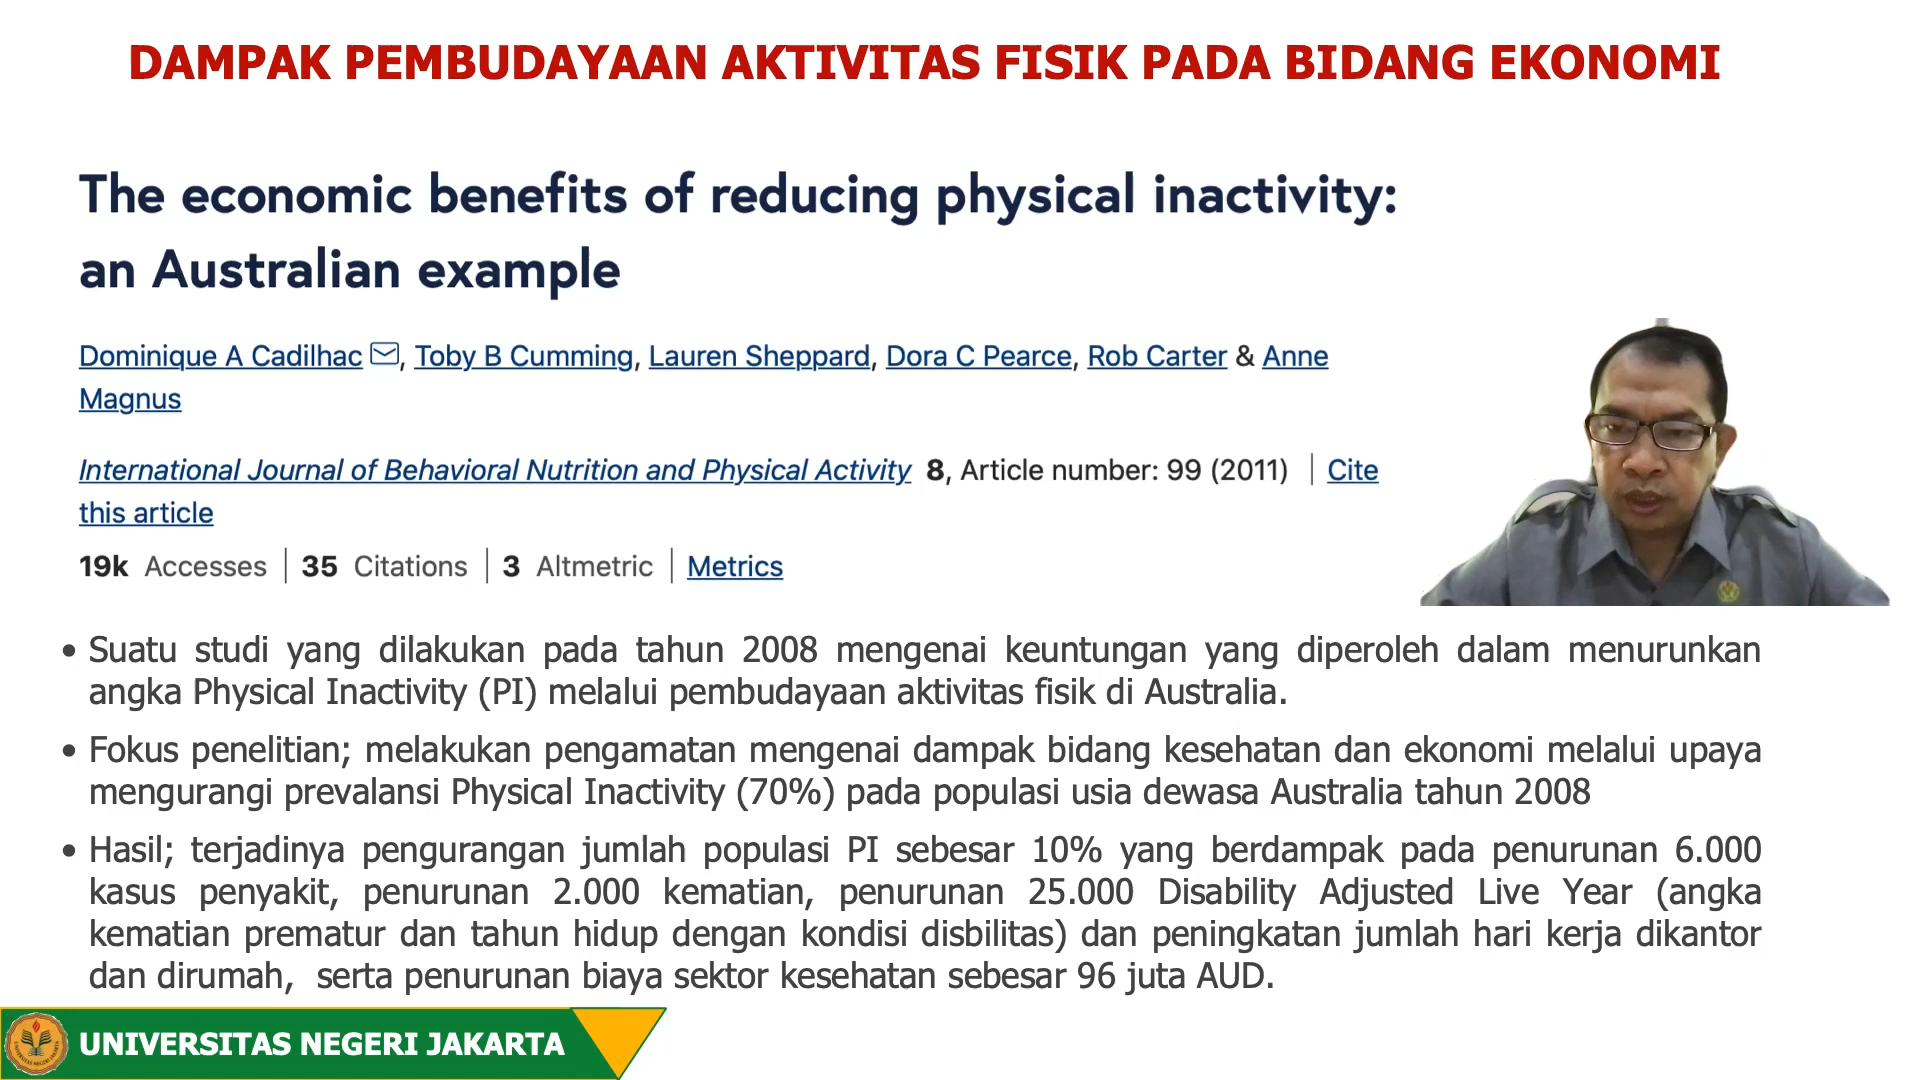 DAMPAK PEMBUDAYAAN AKTIVITAS FISIK PADA BIDANG EKONOMI
The economic benefits of reducing physical inactivity:
an Australian example
Dominique A Cadilhac, Toby B Cumming, Lauren Sheppard, Dora C Pearce, Rob Carter & Anne
Magnus
International Journal of Behavioral Nutrition and Physical Activity 8, Article number: 99 (2011) | Cite
this article
19k Accesses | 35 Citations | 3 Altmetric | Metrics
• Suatu studi yang dilakukan pada tahun 2008 mengenai keuntungan yang diperoleh dalam menurunkan
angka Physical Inactivity (PI) melalui pembudayaan aktivitas fisik di Australia.
• Fokus penelitian; melakukan pengamatan mengenai dampak bidang kesehatan dan ekonomi melalui upaya
mengurangi prevalansi Physical Inactivity (70%) pada populasi usia dewasa Australia tahun 2008
• Hasil; terjadinya pengurangan jumlah populasi PI sebesar 10% yang berdampak pada penurunan 6.000
kasus penyakit, penurunan 2.000 kematian, penurunan 25.000 Disability Adjusted Live Year (angka
kematian prematur dan tahun hidup dengan kondisi disbilitas) dan peningkatan jumlah hari kerja dikantor
dan dirumah, serta penurunan biaya sektor kesehatan sebesar 96 juta AUD.
UNIVERSITAS NEGERI JAKARTA